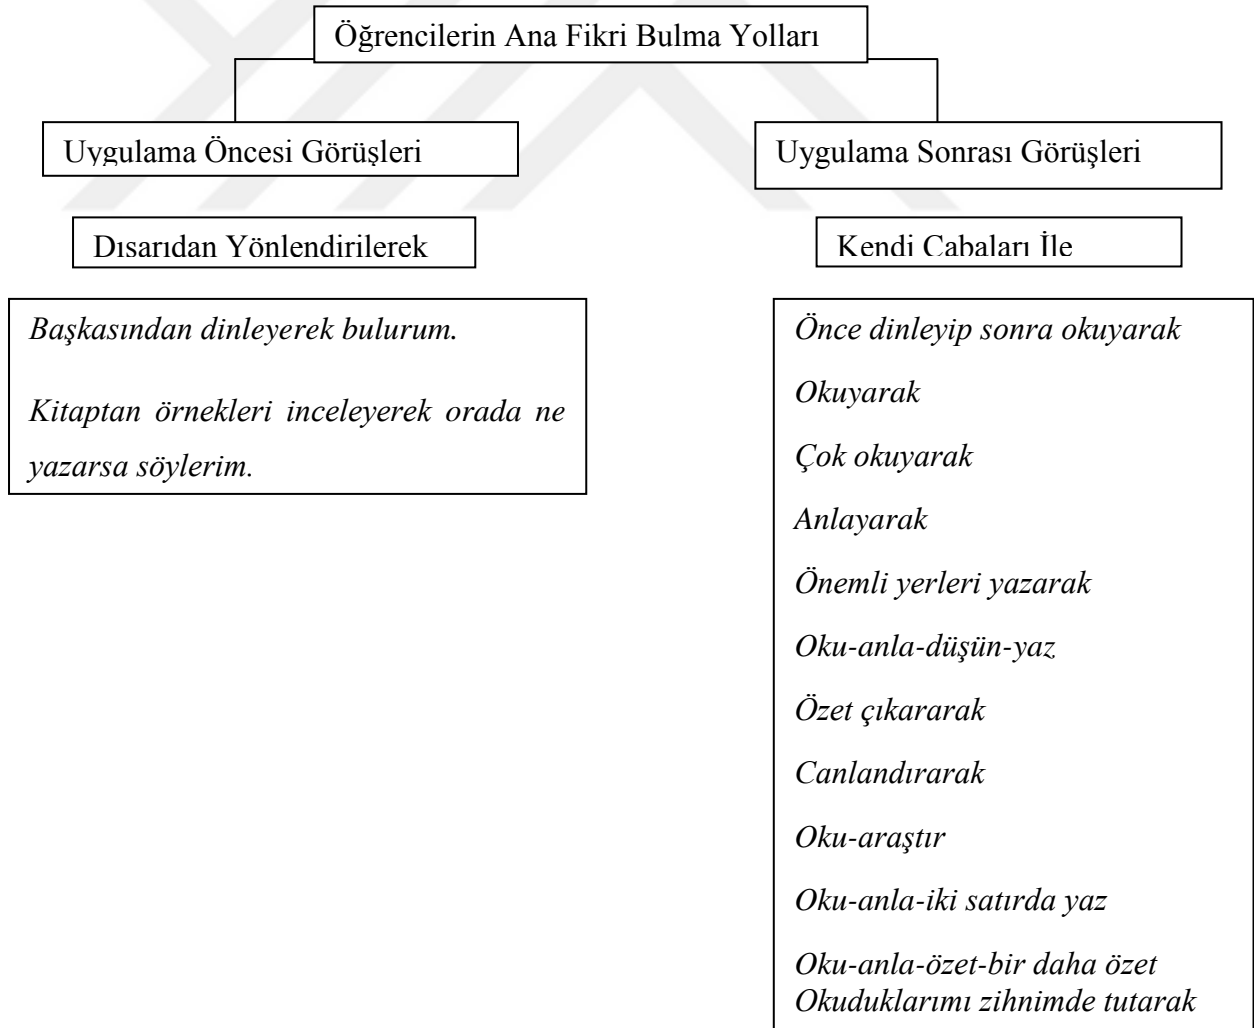 Öğrencilerin Ana Fikri Bulma Yolları
Uygulama Öncesi Görüşleri
Uygulama Sonrası Görüşleri
Dışarıdan Yönlendirilerek
Kendi Çabaları İle
Başkasından dinleyerek bulurum.
Kitaptan örnekleri inceleyerek orada ne
yazarsa söylerim.
Önce dinleyip sonra okuyarak
Okuyarak
Çok okuyarak
Anlayarak
Önemli yerleri yazarak
Oku-anla-düşün-yaz
Özet çıkararak
Canlandırarak
Oku-araştır
Oku-anla-iki satırda yaz
Oku-anla-özet-bir daha özet
Okuduklarımı zihnimde tutarak